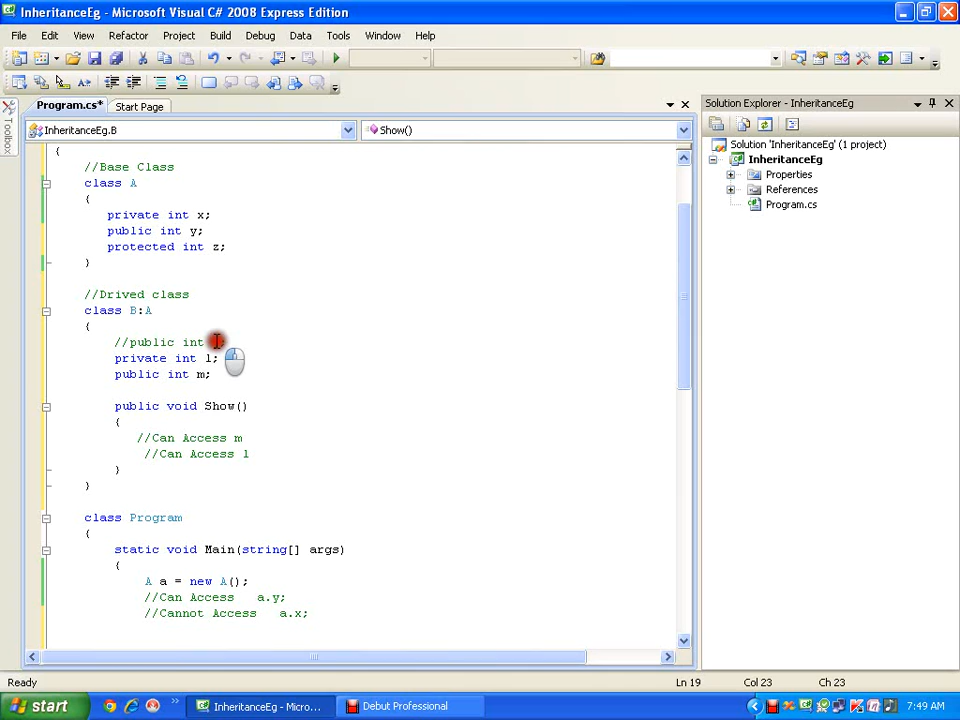 InheritanceEg - Microsoft Visual C# 2008 Express Edition
File Edit View Refactor Project Build Debug Data Tools Window Help
Program.cs* Start Page
InheritanceEg.B Show()
{
//Base Class
class A
{
private int x;
public int y;
protected int z;
}
//Drived class
class B:A
{
//public int
private int l;
public int m;
public void Show()
{
//Can Access m
//Can Access l
}
}
class Program
{
static void Main(string[] args)
{
A a = new A();
//Can Access a.y;
//Cannot Access a.x;
Toolbox
Solution Explorer - InheritanceEg
Solution 'InheritanceEg' (1 project)
InheritanceEg
Properties
References
Program.cs
Ready Ln 19 Col 23 Ch 23
start InheritanceEg - Micro... Debut Professional 7:49 AM